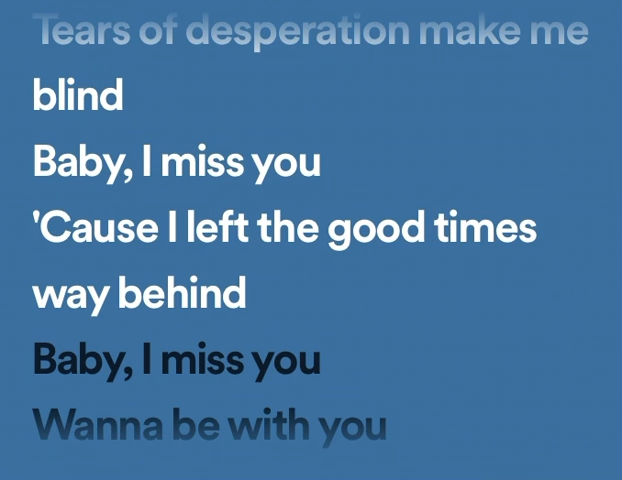 Tears of desperation make me
blind
Baby, I miss you
'Cause I left the good times
way behind
Baby, I miss you
Wanna be with you